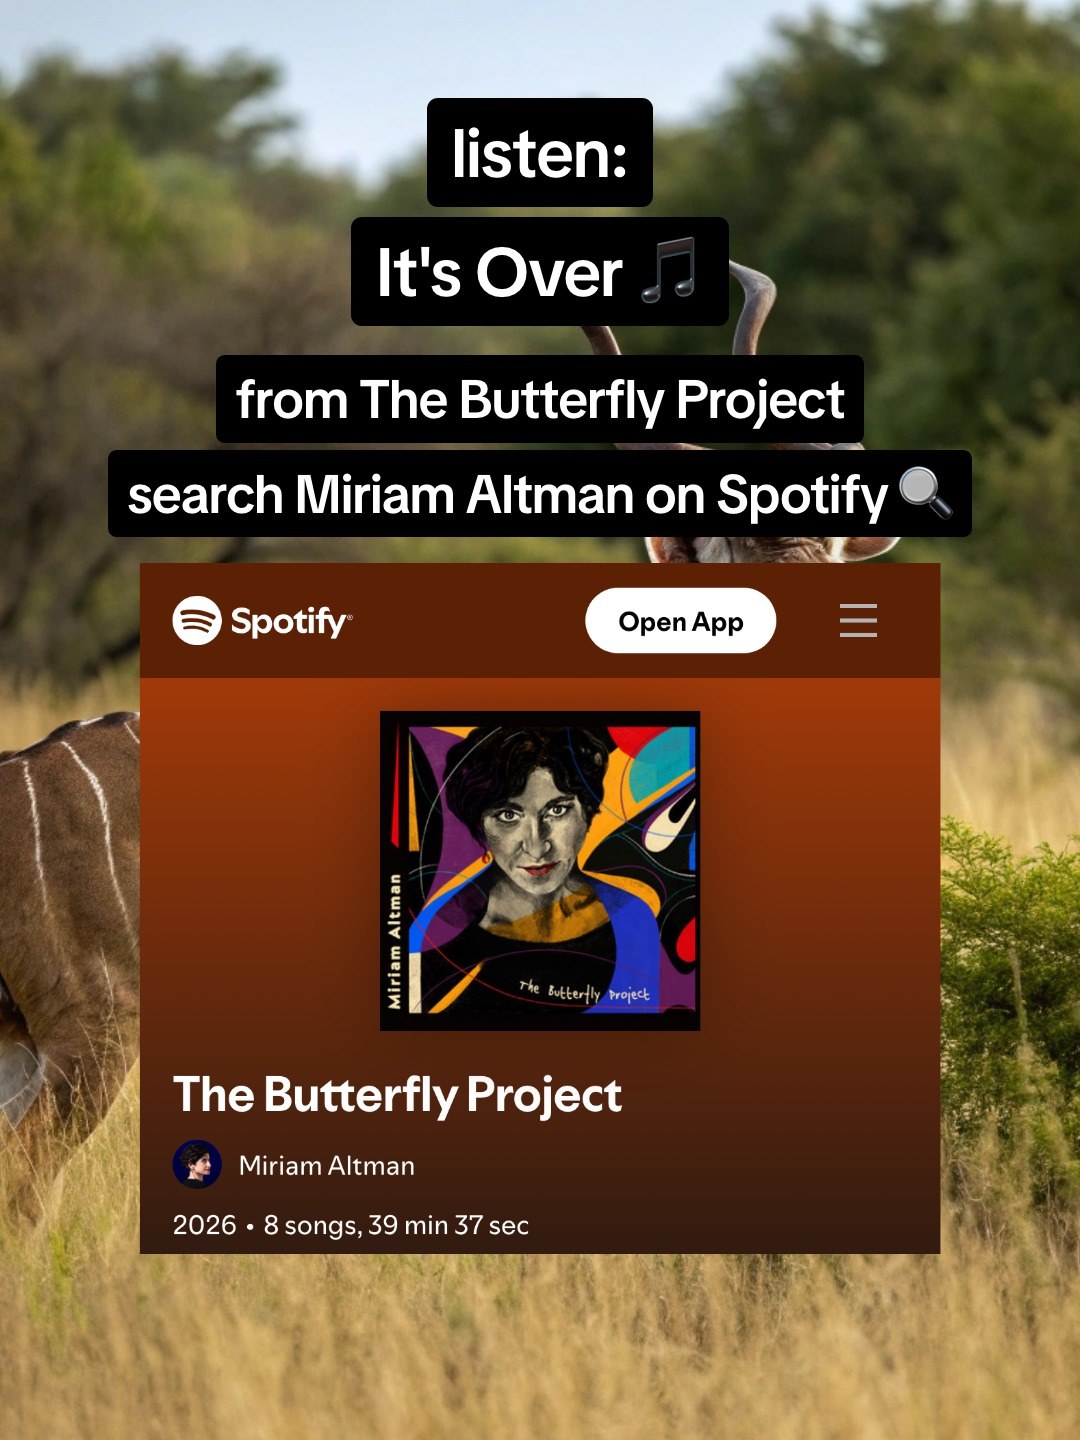 listen:
It's Over 🎵
from The Butterfly Project
search Miriam Altman on Spotify 🔍
Spotify®
Open App
Miriam Altman
The Butterfly Project
The Butterfly Project
Miriam Altman
2026 • 8 songs, 39 min 37 sec